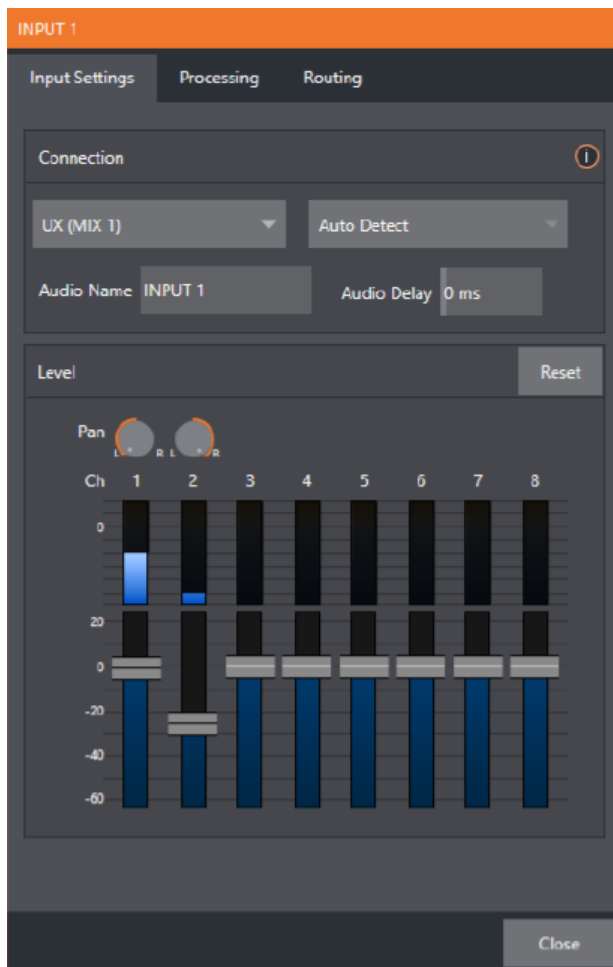 INPUT 1
Input Settings Processing Routing
Connection
UX (MIX 1) Auto Detect
Audio Name INPUT 1 Audio Delay 0 ms
Level Reset
Pan L R L R
Ch 1 2 3 4 5 6 7 8
0
20
0
-20
-40
-60
Close